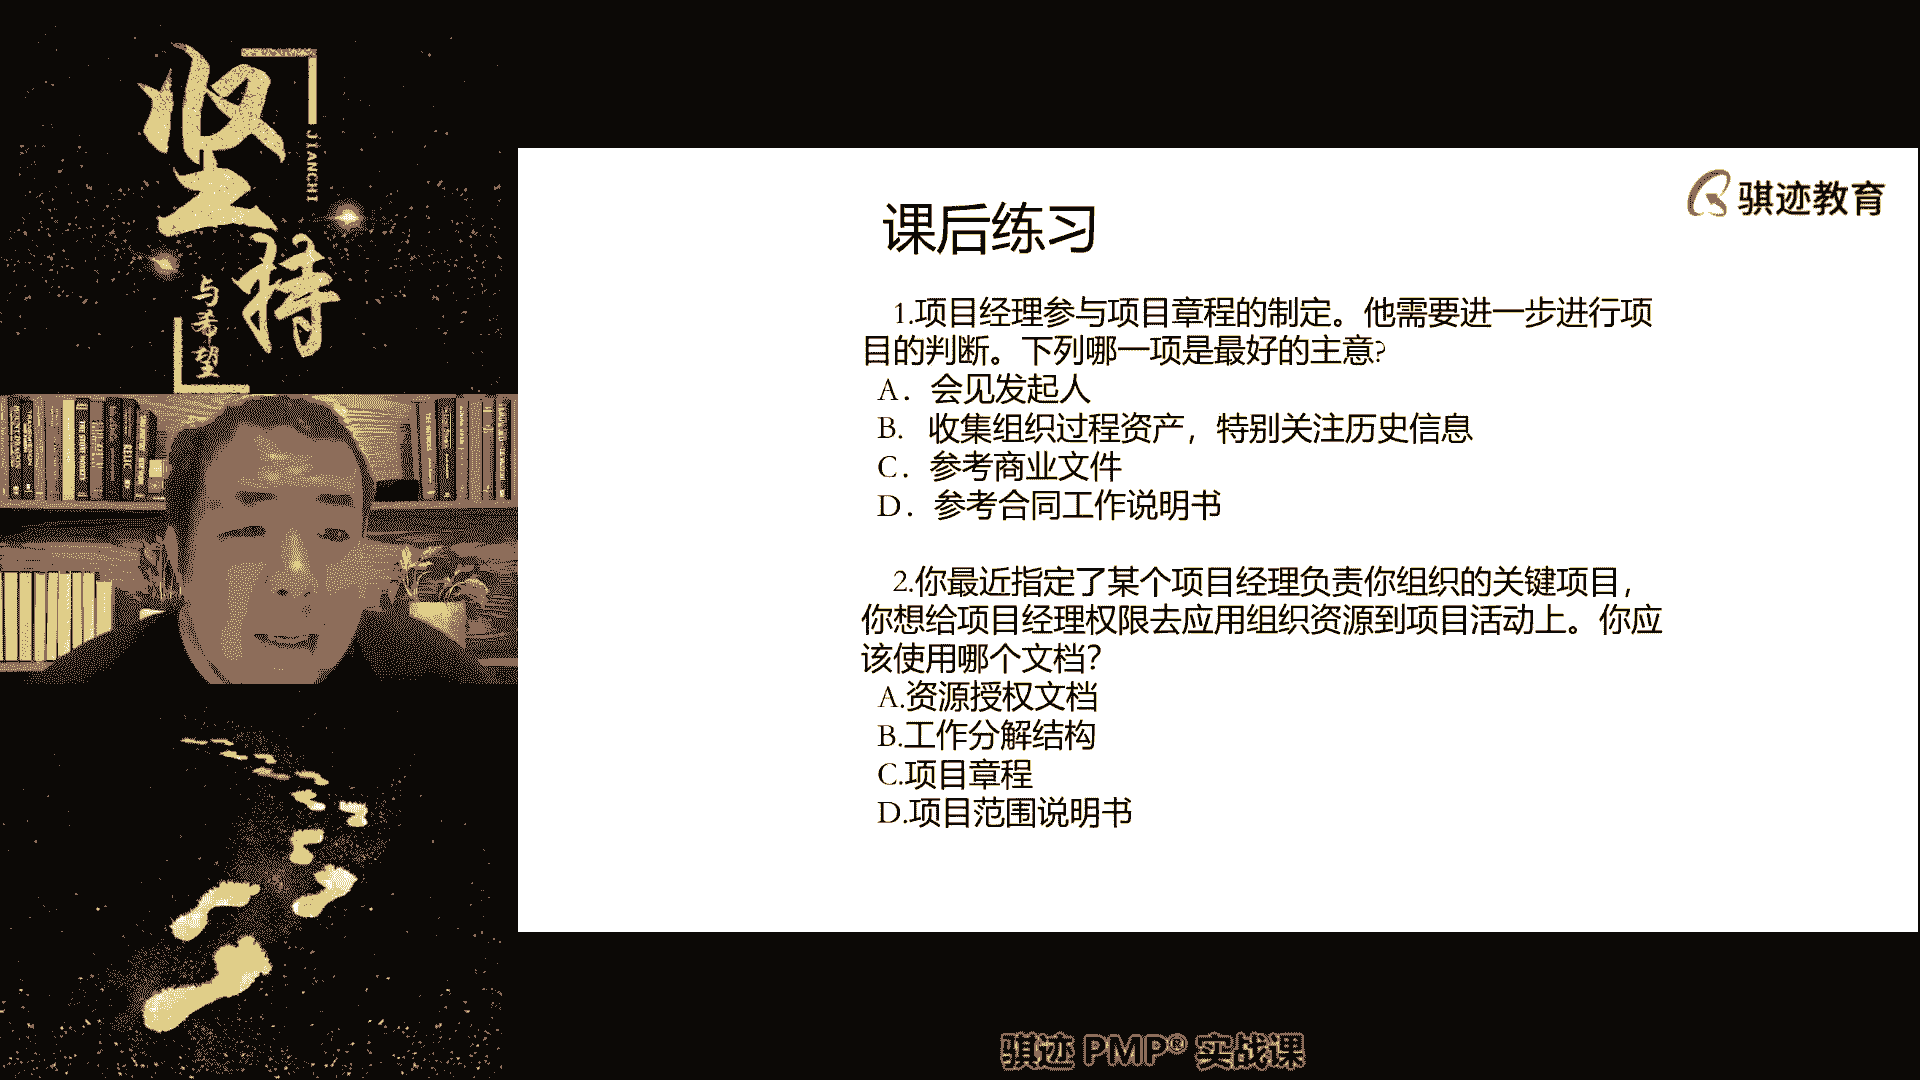 坚持
JIANCHI
与希望
骐迹教育
课后练习
1.项目经理参与项目章程的制定。他需要进一步进行项
目的判断。下列哪一项是最好的主意?
A. 会见发起人
B. 收集组织过程资产，特别关注历史信息
C. 参考商业文件
D. 参考合同工作说明书
2.你最近指定了某个项目经理负责你组织的关键项目，
你想给项目经理权限去应用组织资源到项目活动上。你应
该使用哪个文档?
A.资源授权文档
B.工作分解结构
C.项目章程
D.项目范围说明书
骐迹 PMP® 实战课